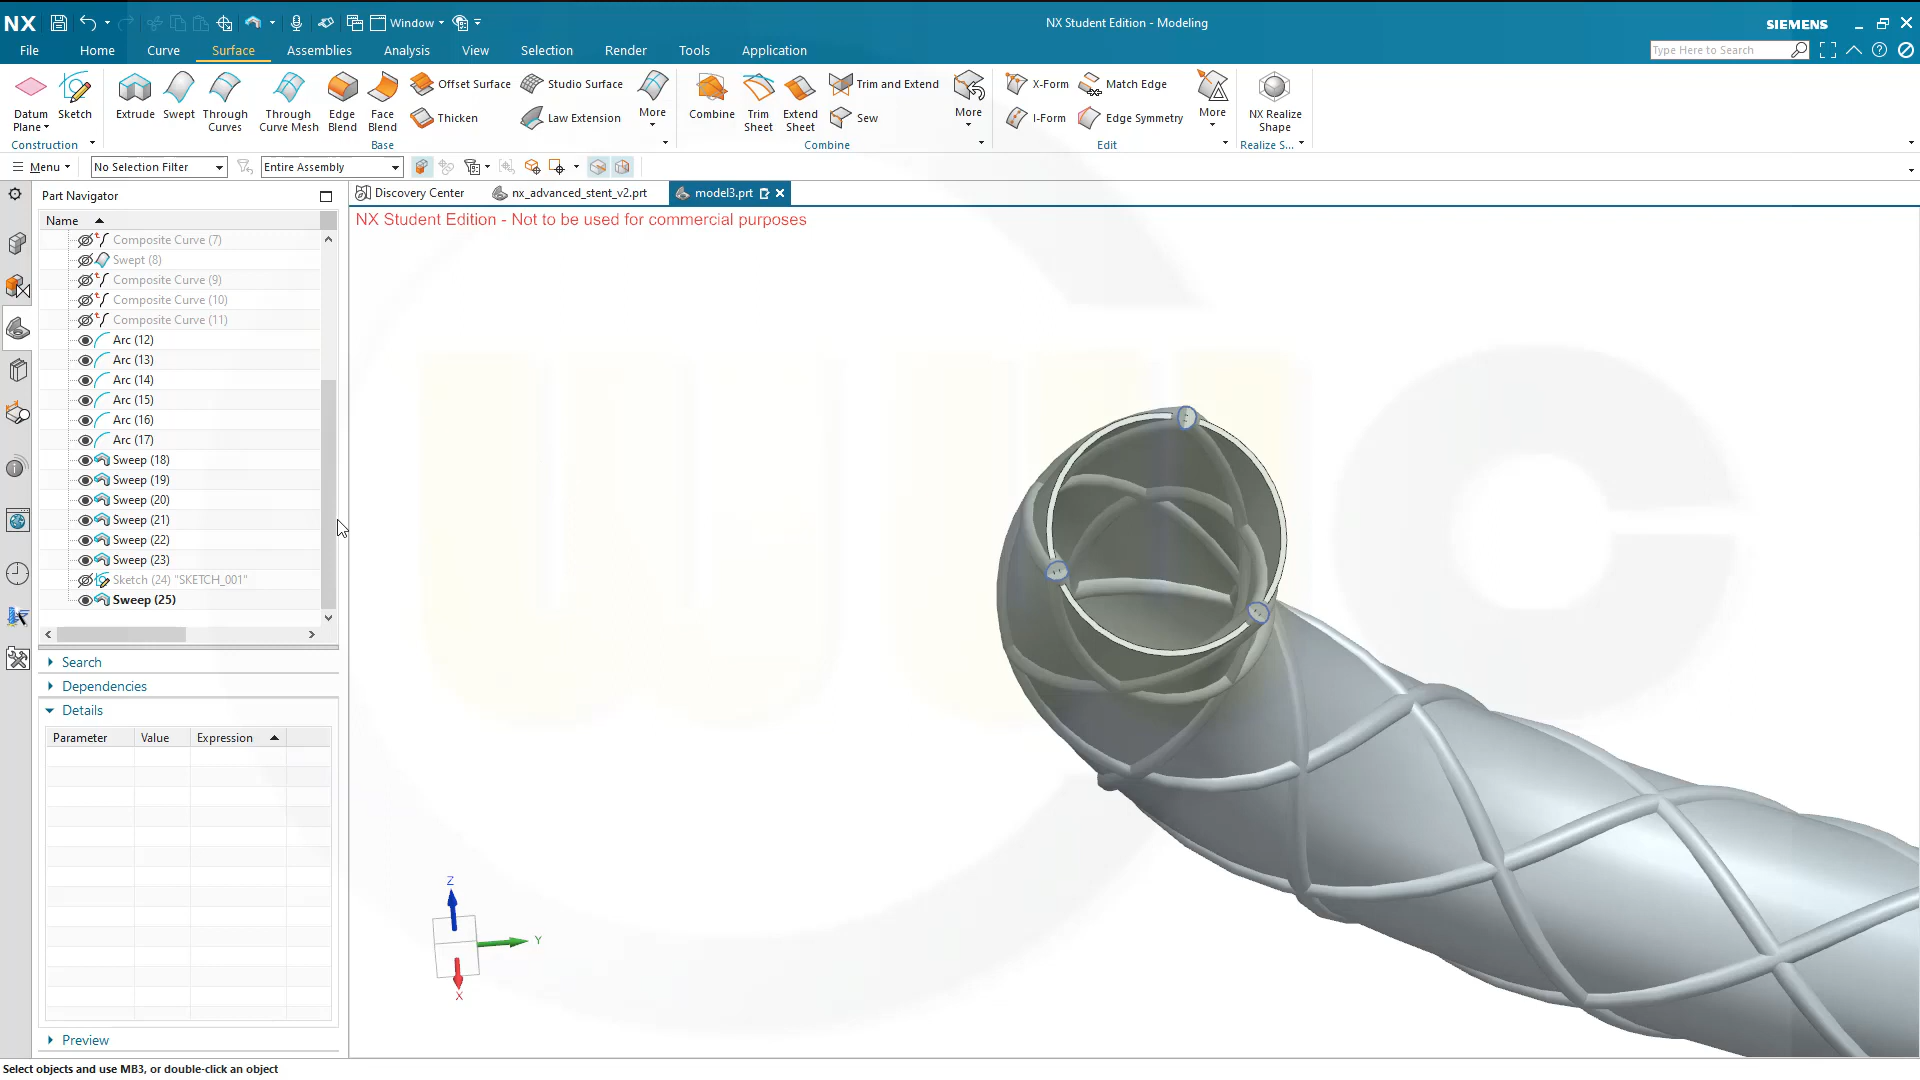 NX
Window
NX Student Edition - Modeling
SIEMENS
File
Home
Curve
Surface
Assemblies
Analysis
View
Selection
Render
Tools
Application
Type Here to Search
Datum Plane
Sketch
Extrude
Swept
Through Curves
Through Curve Mesh
Edge Blend
Face Blend
Offset Surface
Thicken
Studio Surface
Law Extension
More
Combine
Trim Sheet
Extend Sheet
Trim and Extend
Sew
More
X-Form
I-Form
Match Edge
Edge Symmetry
More
NX Realize Shape
Construction
Base
Combine
Edit
Realize S...
Menu
No Selection Filter
Entire Assembly
Part Navigator
Discovery Center
nx_advanced_stent_v2.prt
model3.prt
NX Student Edition - Not to be used for commercial purposes
Name
Composite Curve (7)
Swept (8)
Composite Curve (9)
Composite Curve (10)
Composite Curve (11)
Arc (12)
Arc (13)
Arc (14)
Arc (15)
Arc (16)
Arc (17)
Sweep (18)
Sweep (19)
Sweep (20)
Sweep (21)
Sweep (22)
Sweep (23)
Sketch (24) "SKETCH_001"
Sweep (25)
Search
Dependencies
Details
Parameter
Value
Expression
Preview
Z
Y
X
Select objects and use MB3, or double-click an object